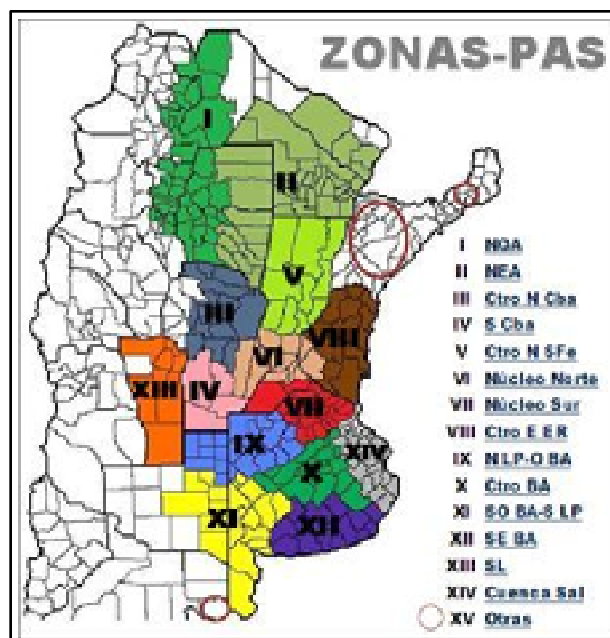 ZONAS-PAS
I
II
V
III
VIII
VI
XIII
IV
VII
IX
XIV
X
XI
XII
I NOA
II NEA
III Ctro N Cba
IV S Cba
V Ctro N SFe
VI Núcleo Norte
VII Núcleo Sur
VIII Ctro E ER
IX NLP-O BA
X Ctro BA
XI SO BA-S LP
XII SE BA
XIII SL
XIV Cuenca Sal
XV Otras